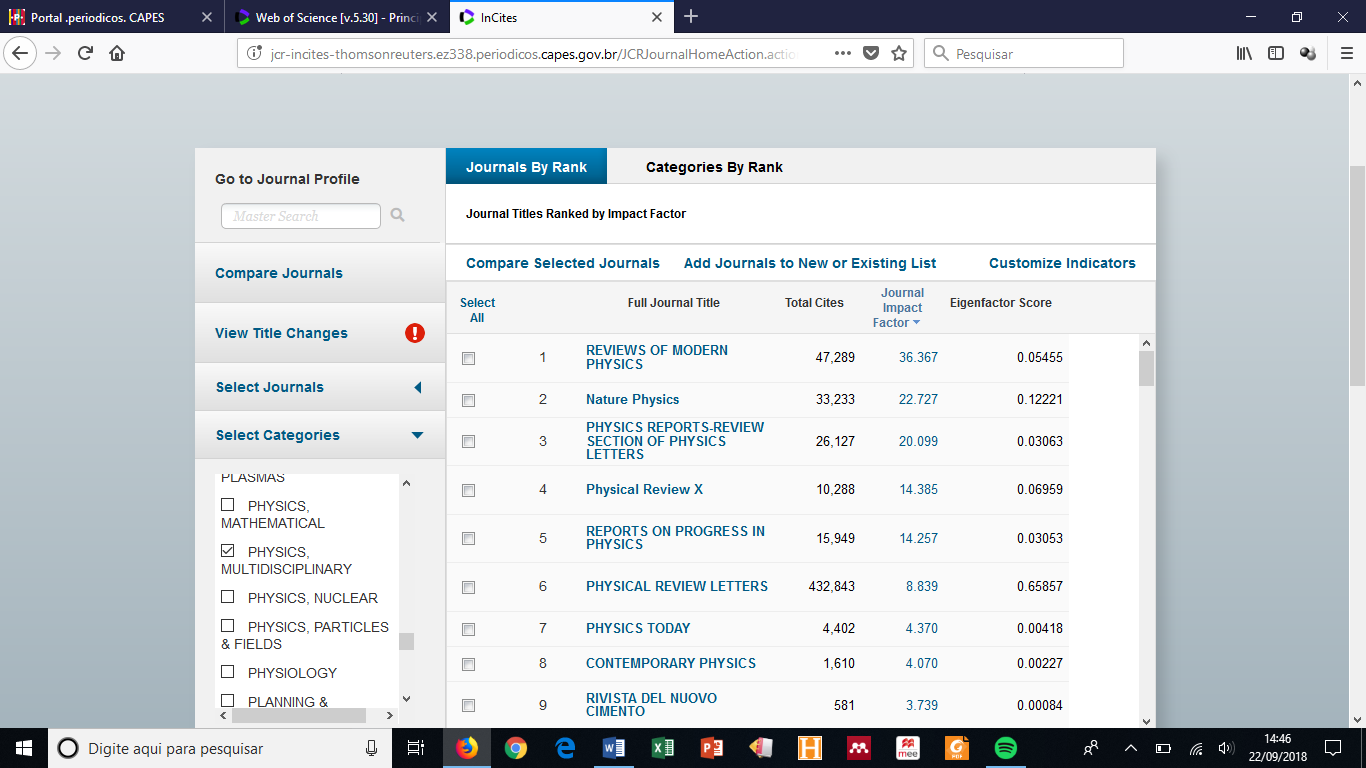 Portal .periodicos. CAPES
Web of Science [v.5.30] - Princi
InCites
jcr-incites-thomsonreuters.ez338.periodicos.capes.gov.br/JCRJournalHomeAction.actio
Pesquisar
Go to Journal Profile
Master Search
Compare Journals
View Title Changes
Select Journals
Select Categories
PLASMAS
PHYSICS,
MATHEMATICAL
PHYSICS,
MULTIDISCIPLINARY
PHYSICS, NUCLEAR
PHYSICS, PARTICLES
& FIELDS
PHYSIOLOGY
PLANNING &
Journals By Rank Categories By Rank
Journal Titles Ranked by Impact Factor
Compare Selected Journals Add Journals to New or Existing List Customize Indicators
Select
All
Full Journal Title
Total Cites
Journal
Impact
Factor
Eigenfactor Score
1 REVIEWS OF MODERN
PHYSICS
47,289 36.367 0.05455
2 Nature Physics 33,233 22.727 0.12221
3 PHYSICS REPORTS-REVIEW
SECTION OF PHYSICS
LETTERS
26,127 20.099 0.03063
4 Physical Review X 10,288 14.385 0.06959
5 REPORTS ON PROGRESS IN
PHYSICS
15,949 14.257 0.03053
6 PHYSICAL REVIEW LETTERS 432,843 8.839 0.65857
7 PHYSICS TODAY 4,402 4.370 0.00418
8 CONTEMPORARY PHYSICS 1,610 4.070 0.00227
9 RIVISTA DEL NUOVO
CIMENTO
581 3.739 0.00084
Digite aqui para pesquisar
mee
PDF
14:46
22/09/2018